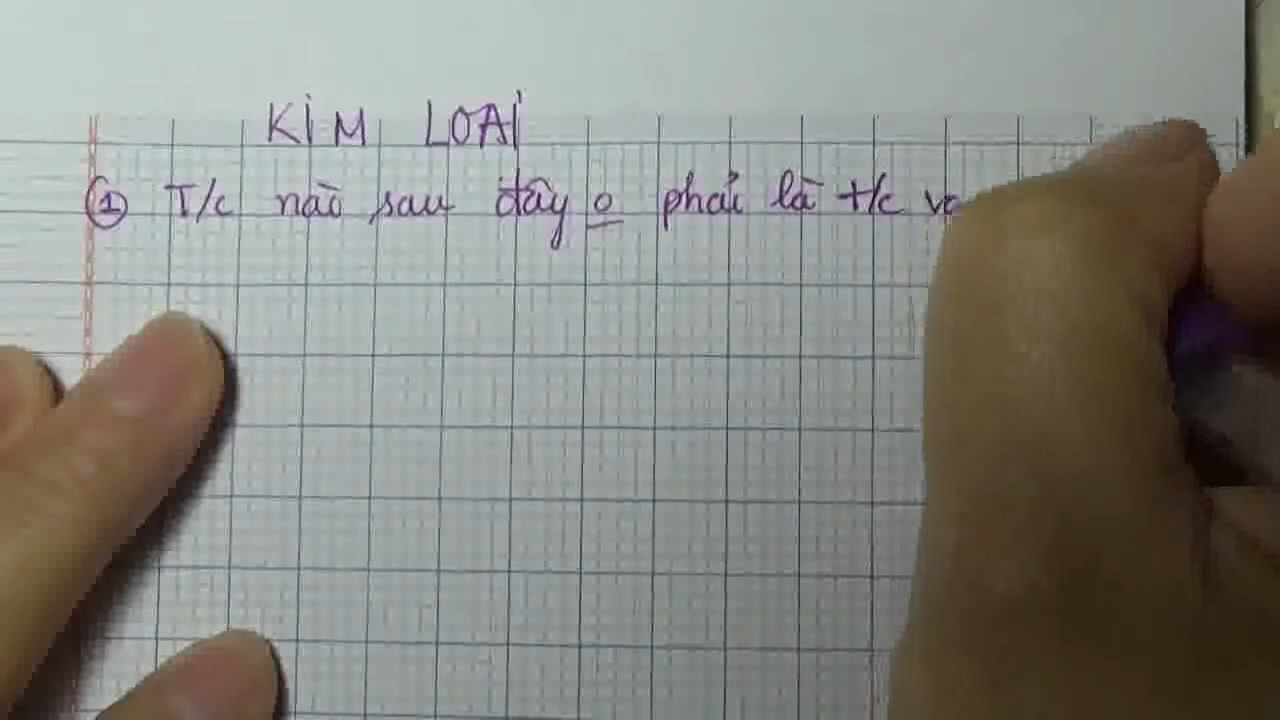 KIM LOẠI
① T/c nào sau đây o phải là t/c